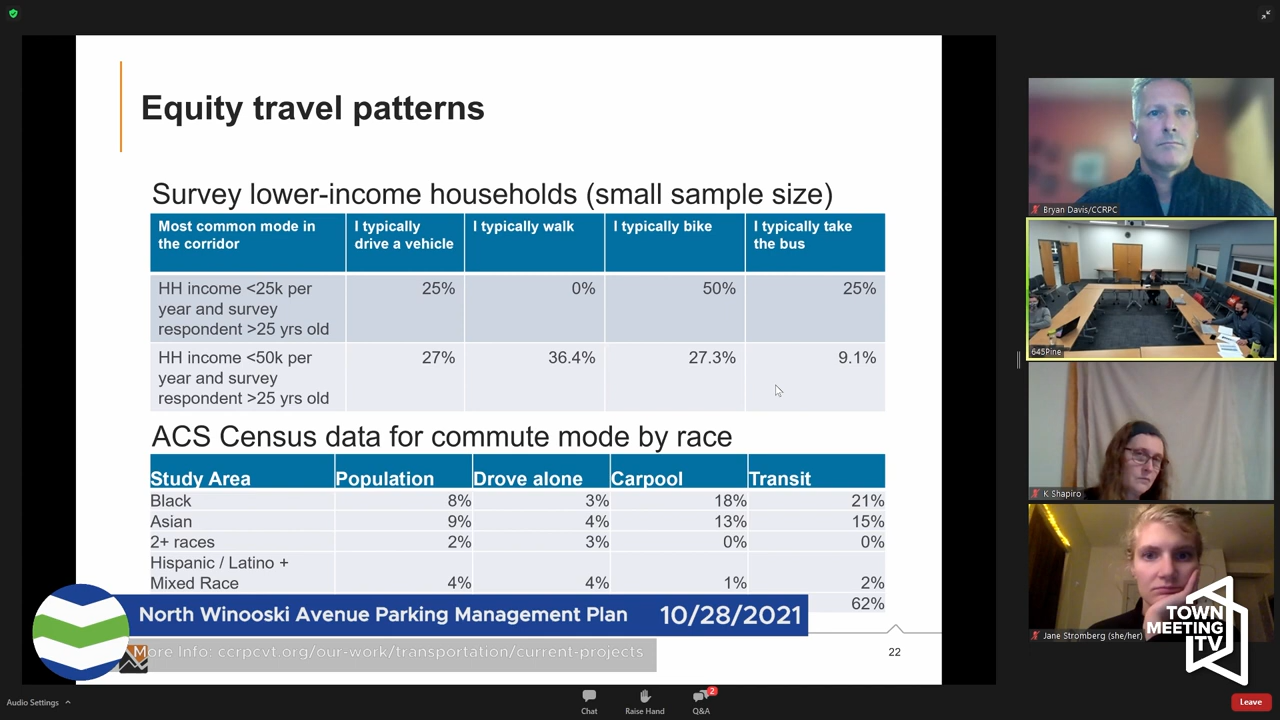 Equity travel patterns
Survey lower-income households (small sample size)
Most common mode in the corridor | I typically drive a vehicle | I typically walk | I typically bike | I typically take the bus
HH income <25k per year and survey respondent >25 yrs old | 25% | 0% | 50% | 25%
HH income <50k per year and survey respondent >25 yrs old | 27% | 36.4% | 27.3% | 9.1%
ACS Census data for commute mode by race
Study Area | Population | Drove alone | Carpool | Transit
Black | 8% | 3% | 18% | 21%
Asian | 9% | 4% | 13% | 15%
2+ races | 2% | 3% | 0% | 0%
Hispanic / Latino + Mixed Race | 4% | 4% | 1% | 2%
62%
North Winooski Avenue Parking Management Plan 10/28/2021
More Info: ccrpcvt.org/our-work/transportation/current-projects
22
Bryan Davis/CCRPC
645Pine
K Shapiro
Jane Stromberg (she/her)
TOWN
MEETING
TV
Audio Settings
Chat
Raise Hand
Q&A
2
Leave